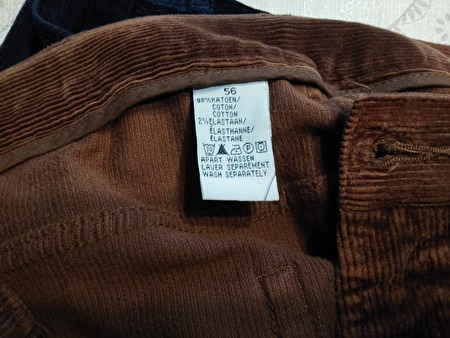 56
98%KATOEN/
COTON/
COTTON
2%ELASTAAN/
ELASTHANNE/
ELASTANE
APART WASSEN
LAVER SEPAREMENT
WASH SEPARATELY